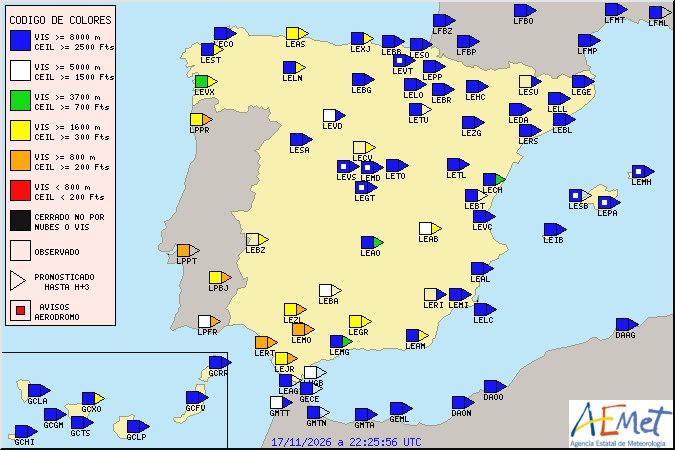 CODIGO DE COLORES
VIS >= 8000 m
CEIL >= 2500 Fts
VIS >= 5000 m
CEIL >= 1500 Fts
VIS >= 3700 m
CEIL >= 700 Fts
VIS >= 1600 m
CEIL >= 300 Fts
VIS >= 800 m
CEIL >= 200 Fts
VIS < 800 m
CEIL < 200 Fts
CERRADO NO POR
NUBES O VIS
OBSERVADO
PRONOSTICADO
HASTA H+3
AVISOS
AERODROMO
LFBO
LFMT
LFML
LFBZ
LECO
LEAS
LEXJ
LEBB
LESO
LFBP
LFMP
LEST
LEVT
LEPP
LELN
LEBG
LELO
LEBR
LEHC
LESU
LEGE
LEVX
LELL
LETU
LEDA
LEBL
LPPR
LEVD
LEZG
LERS
LESA
LECV
LEVS
LEMD
LETO
LETL
LEMH
LEGT
LECH
LEBT
LESB
LEPA
LEVC
LEIB
LEBZ
LEAO
LEAB
LPPT
LEAL
LPBJ
LEBA
LERI
LEMI
LELC
LEZL
LPFR
LEMO
LEGR
DAAG
LERT
LEMG
LEAM
LEJR
GCRR
LEAG
LXGB
GECE
DAOO
GCLA
GCXO
GCFV
GMTT
GMTN
GMTA
GEML
DAON
GCGM
GCTS
GCLP
GCHI
17/11/2026 a 22:25:56 UTC
AEmet
Agencia Estatal de Meteorología